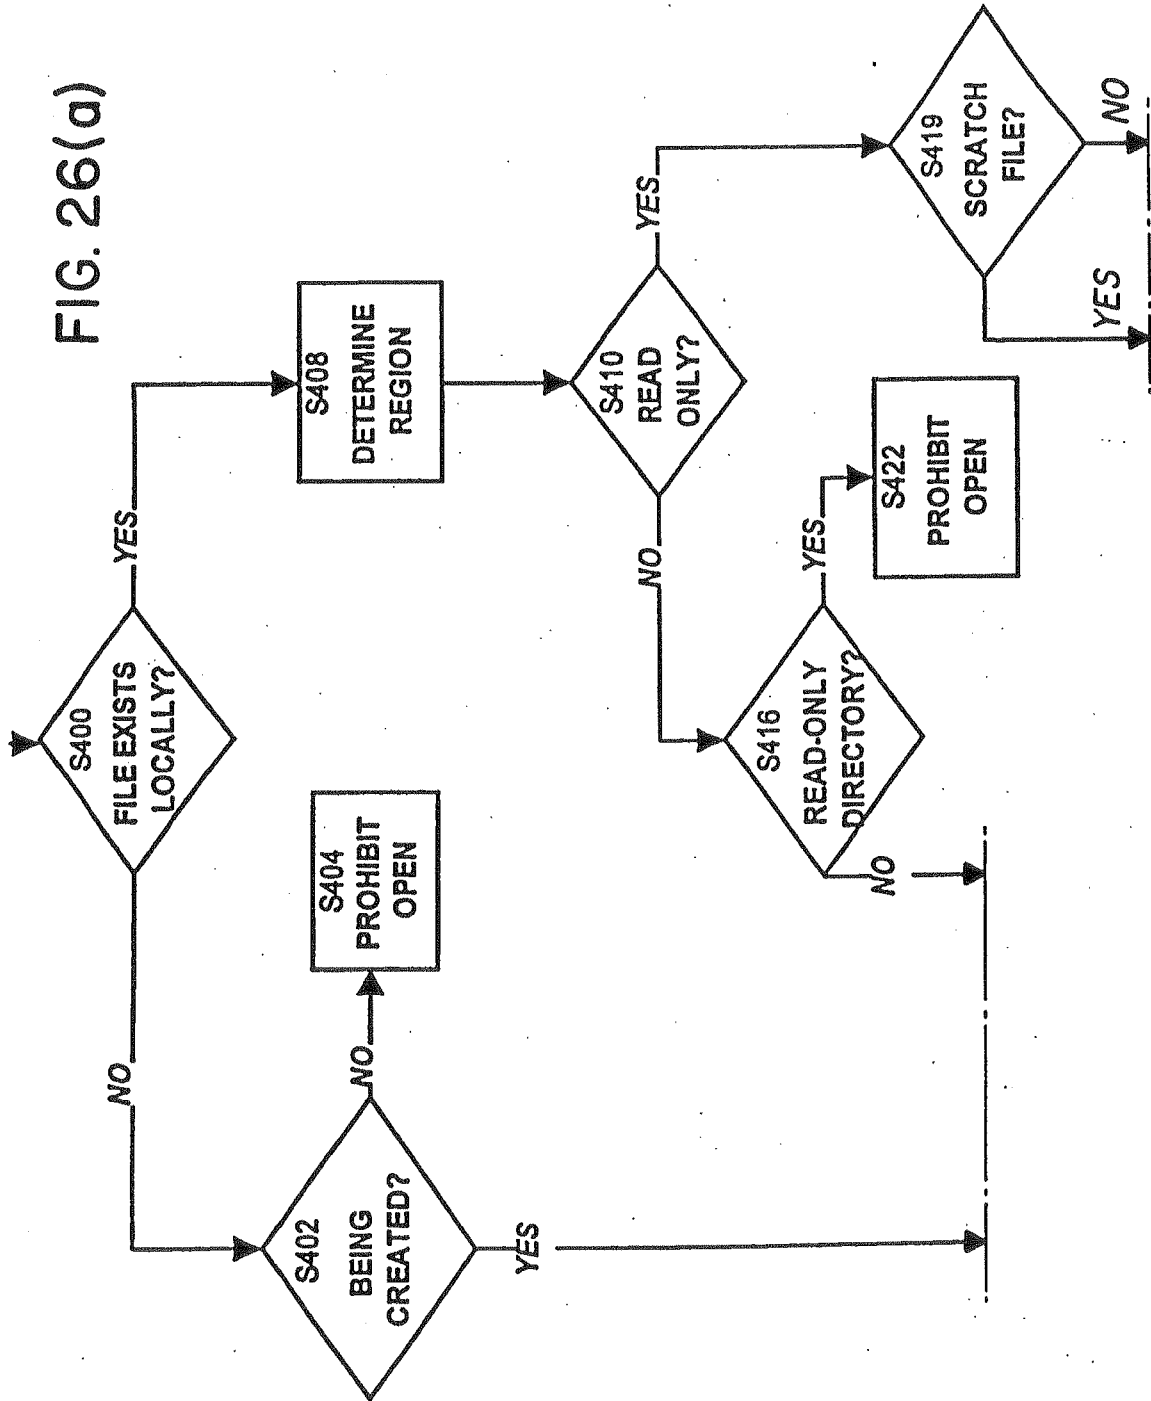 FIG. 26(a)
S400
FILE EXISTS
LOCALLY?
NO
YES
S402
BEING
CREATED?
NO
YES
S404
PROHIBIT
OPEN
S408
DETERMINE
REGION
S410
READ
ONLY?
NO
YES
S416
READ-ONLY
DIRECTORY?
YES
NO
S422
PROHIBIT
OPEN
S419
SCRATCH
FILE?
YES
NO